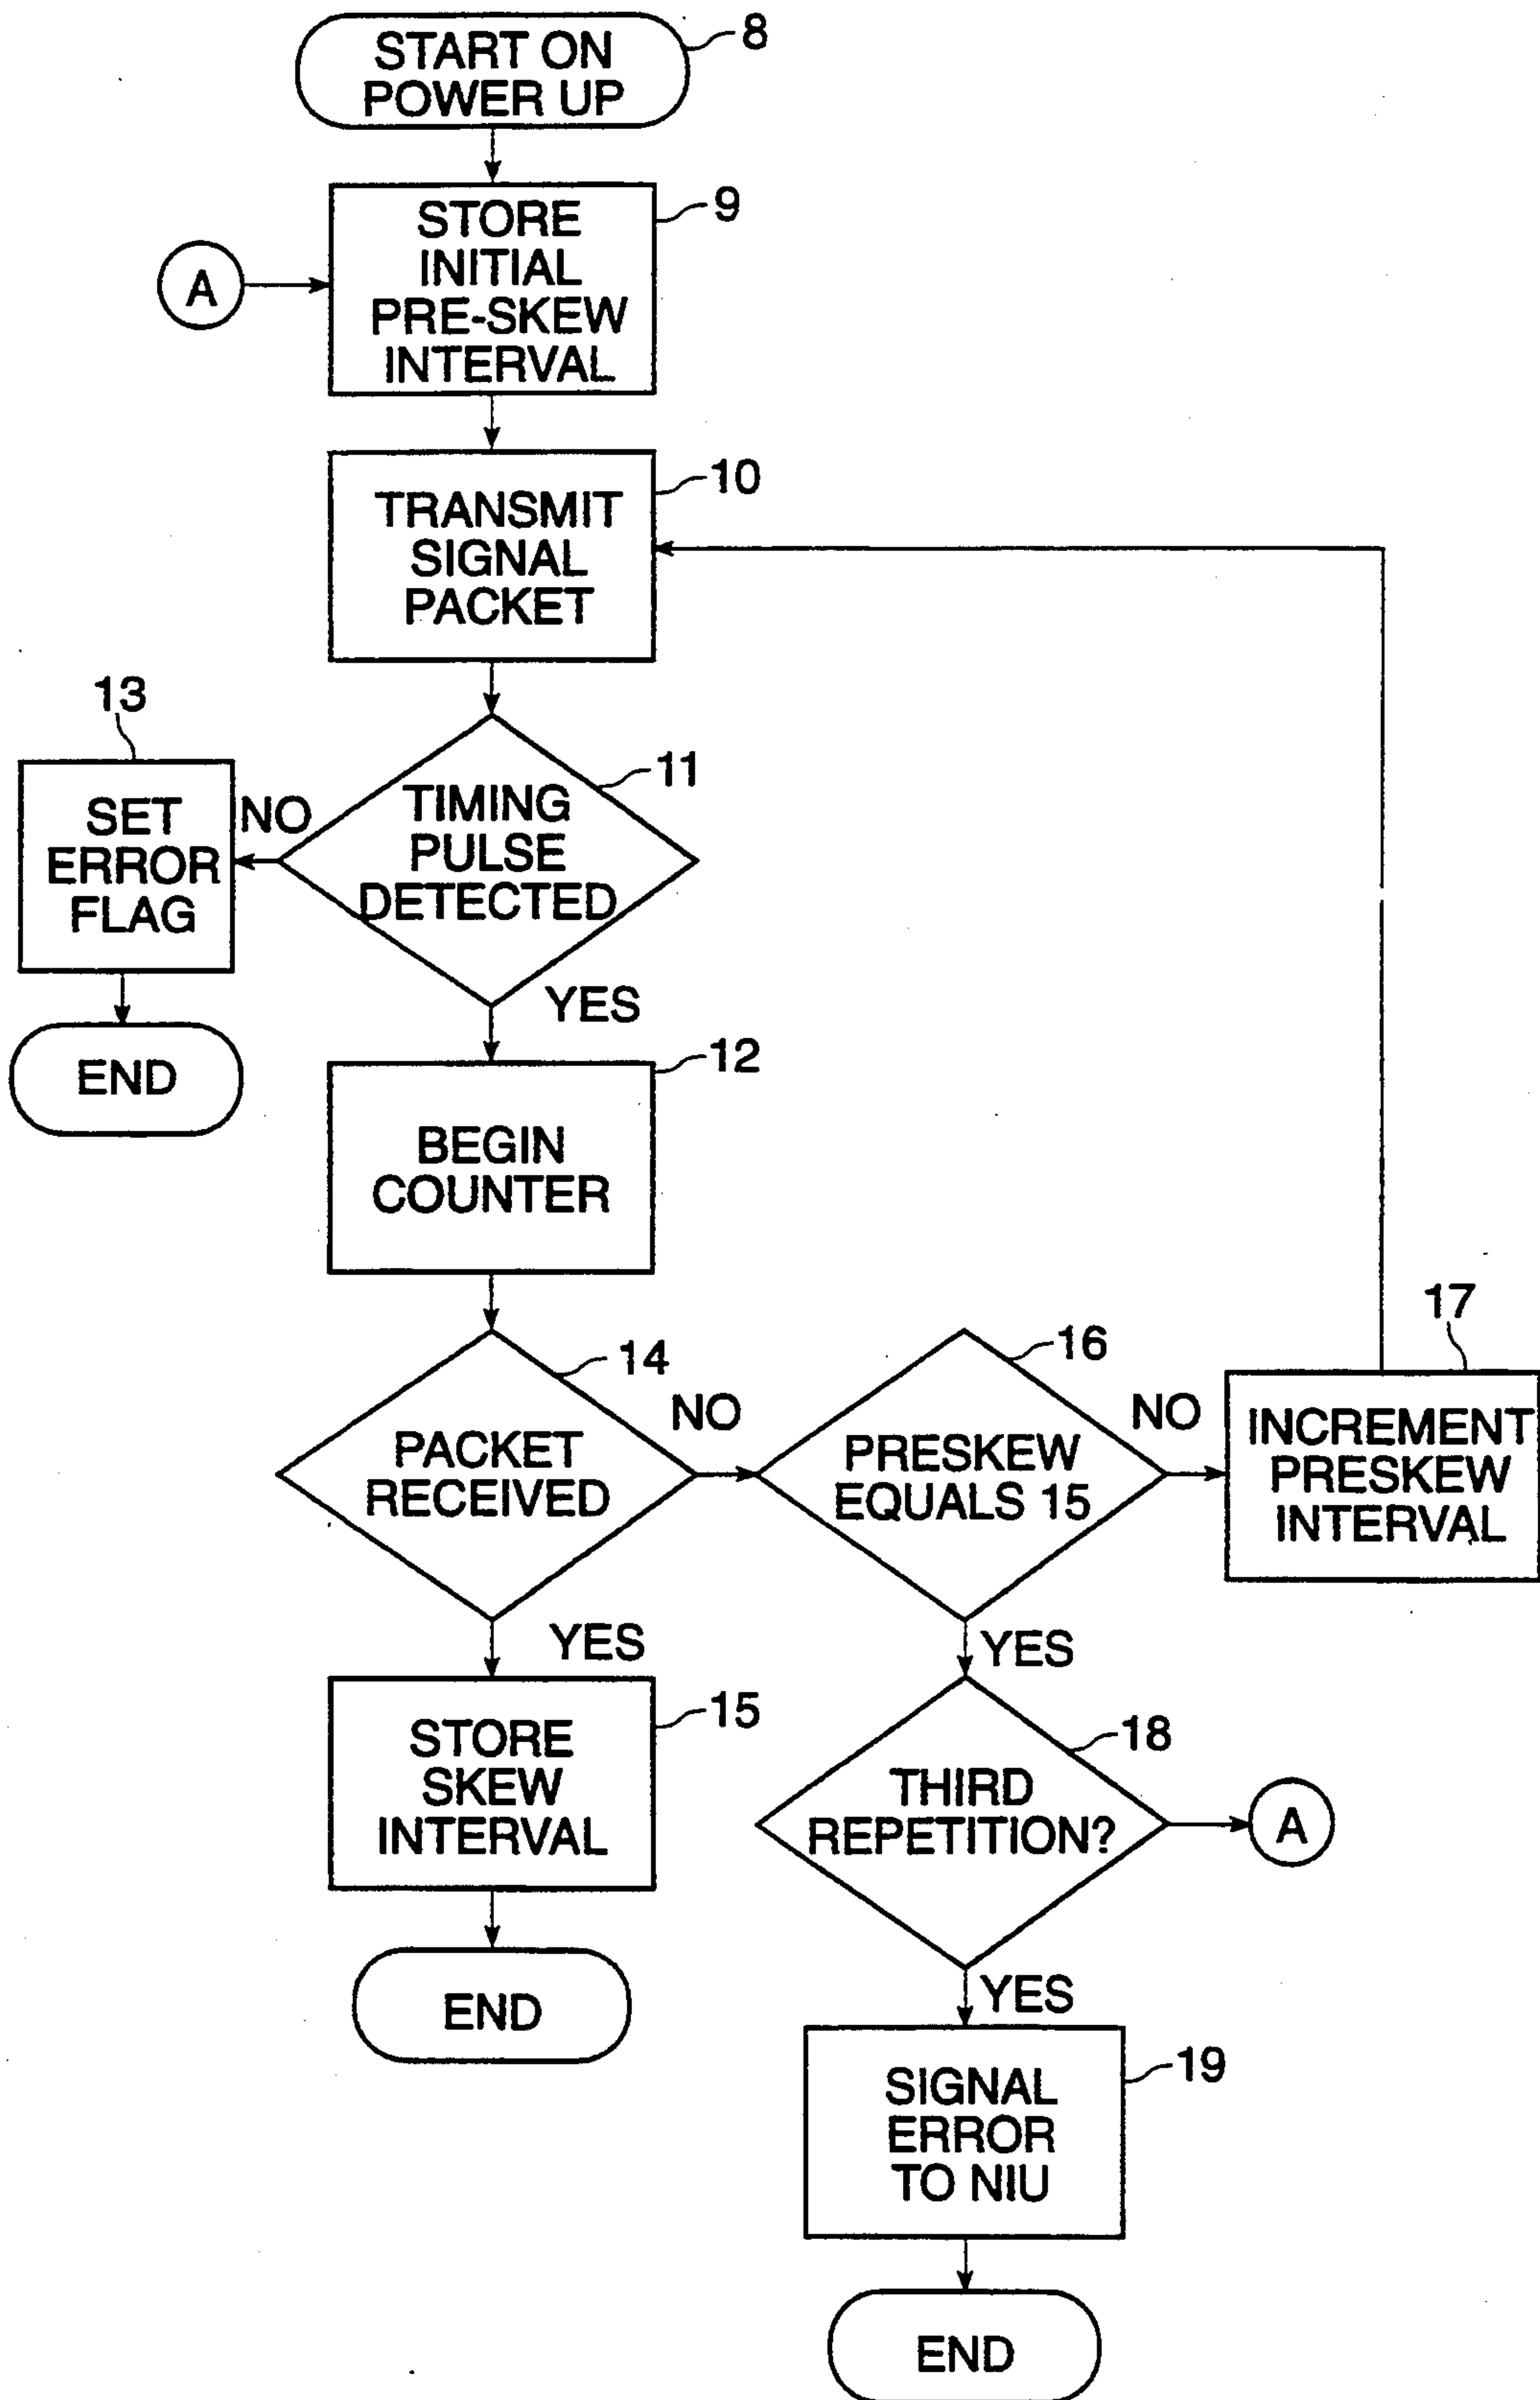 START ON
POWER UP
8
STORE
INITIAL
PRE-SKEW
INTERVAL
9
A
TRANSMIT
SIGNAL
PACKET
10
TIMING
PULSE
DETECTED
11
NO
13
SET
ERROR
FLAG
END
YES
BEGIN
COUNTER
12
PACKET
RECEIVED
14
NO
PRESKEW
EQUALS 15
16
NO
17
INCREMENT
PRESKEW
INTERVAL
YES
STORE
SKEW
INTERVAL
15
END
YES
THIRD
REPETITION?
18
A
YES
SIGNAL
ERROR
TO NIU
19
END